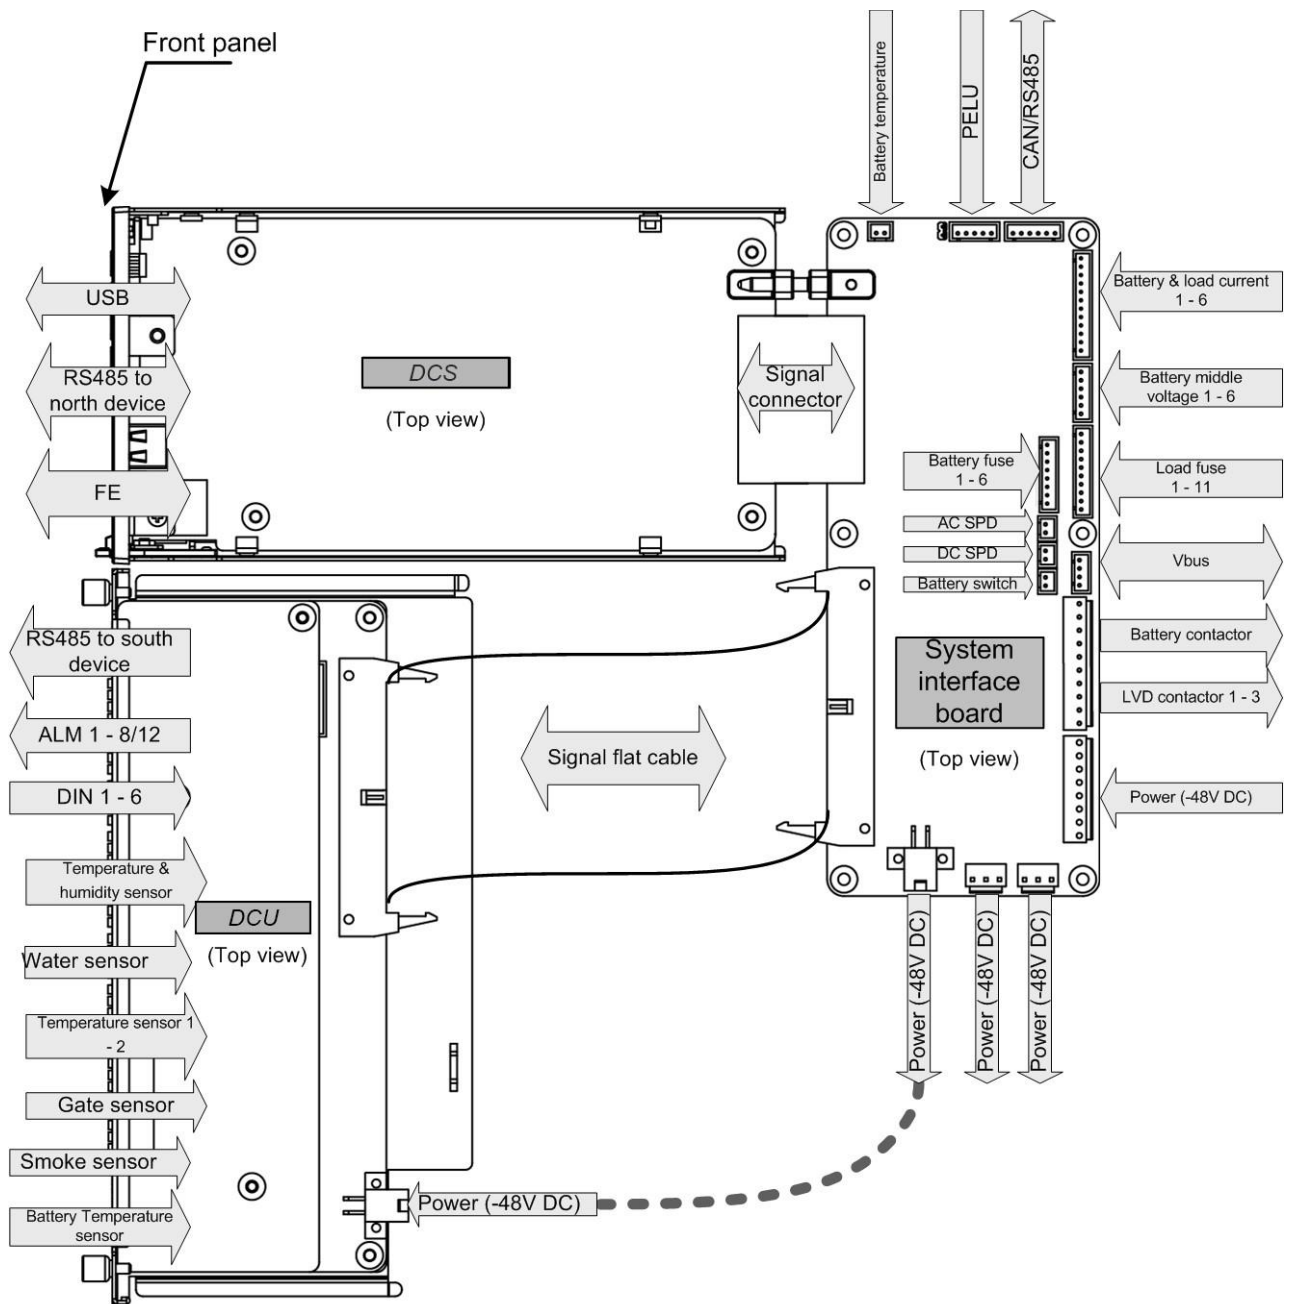 Front panel
Battery temperature
PELU
CAN/RS485
USB
RS485 to
north device
FE
DCS
(Top view)
Signal
connector
Battery & load current
1 - 6
Battery middle
voltage 1 - 6
Battery fuse
1 - 6
Load fuse
1 - 11
AC SPD
DC SPD
Battery switch
Vbus
RS485 to south
device
ALM 1 - 8/12
DIN 1 - 6
Temperature &
humidity sensor
Water sensor
Temperature sensor 1
- 2
Gate sensor
Smoke sensor
Battery Temperature
sensor
DCU
(Top view)
Signal flat cable
System
interface
board
(Top view)
Battery contactor
LVD contactor 1 - 3
Power (-48V DC)
Power (-48V DC)
Power (-48V DC)
Power (-48V DC)
Power (-48V DC)